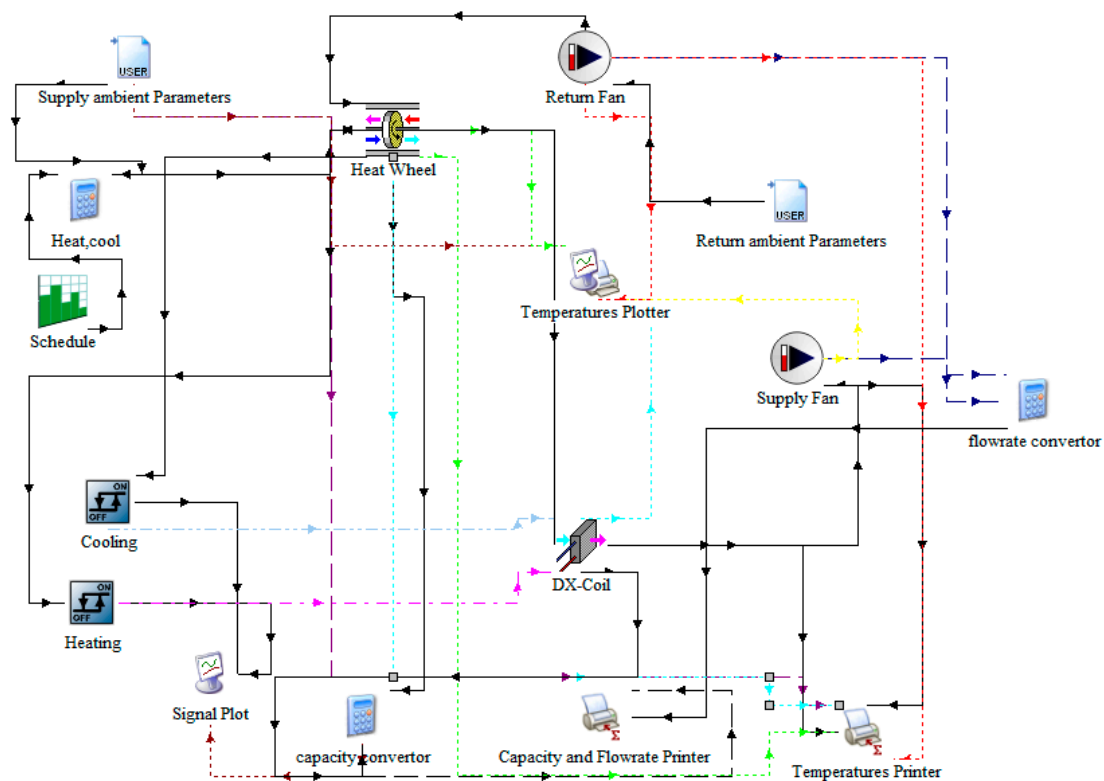 USER
Supply ambient Parameters
Return Fan
Heat Wheel
Heat,cool
USER
Return ambient Parameters
Schedule
Temperatures Plotter
Supply Fan
flowrate convertor
ON
OFF
Cooling
DX-Coil
ON
OFF
Heating
Signal Plot
capacity convertor
Σ
Capacity and Flowrate Printer
Σ
Temperatures Printer